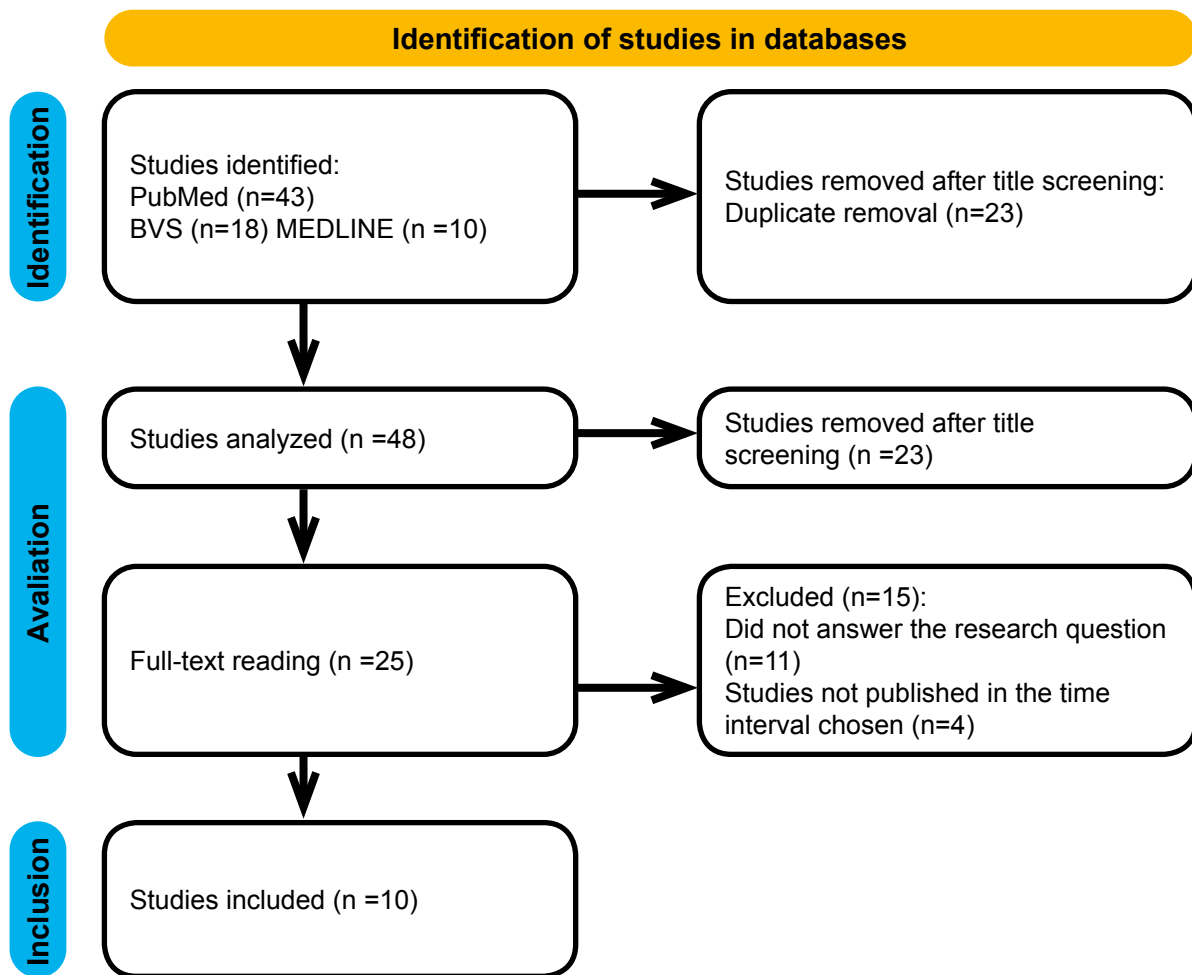 Identification of studies in databases
Identification
Studies identified:
PubMed (n=43)
BVS (n=18) MEDLINE (n =10)
Studies removed after title screening:
Duplicate removal (n=23)
Avaliation
Studies analyzed (n =48)
Studies removed after title
screening (n =23)
Full-text reading (n =25)
Excluded (n=15):
Did not answer the research question
(n=11)
Studies not published in the time
interval chosen (n=4)
Inclusion
Studies included (n =10)